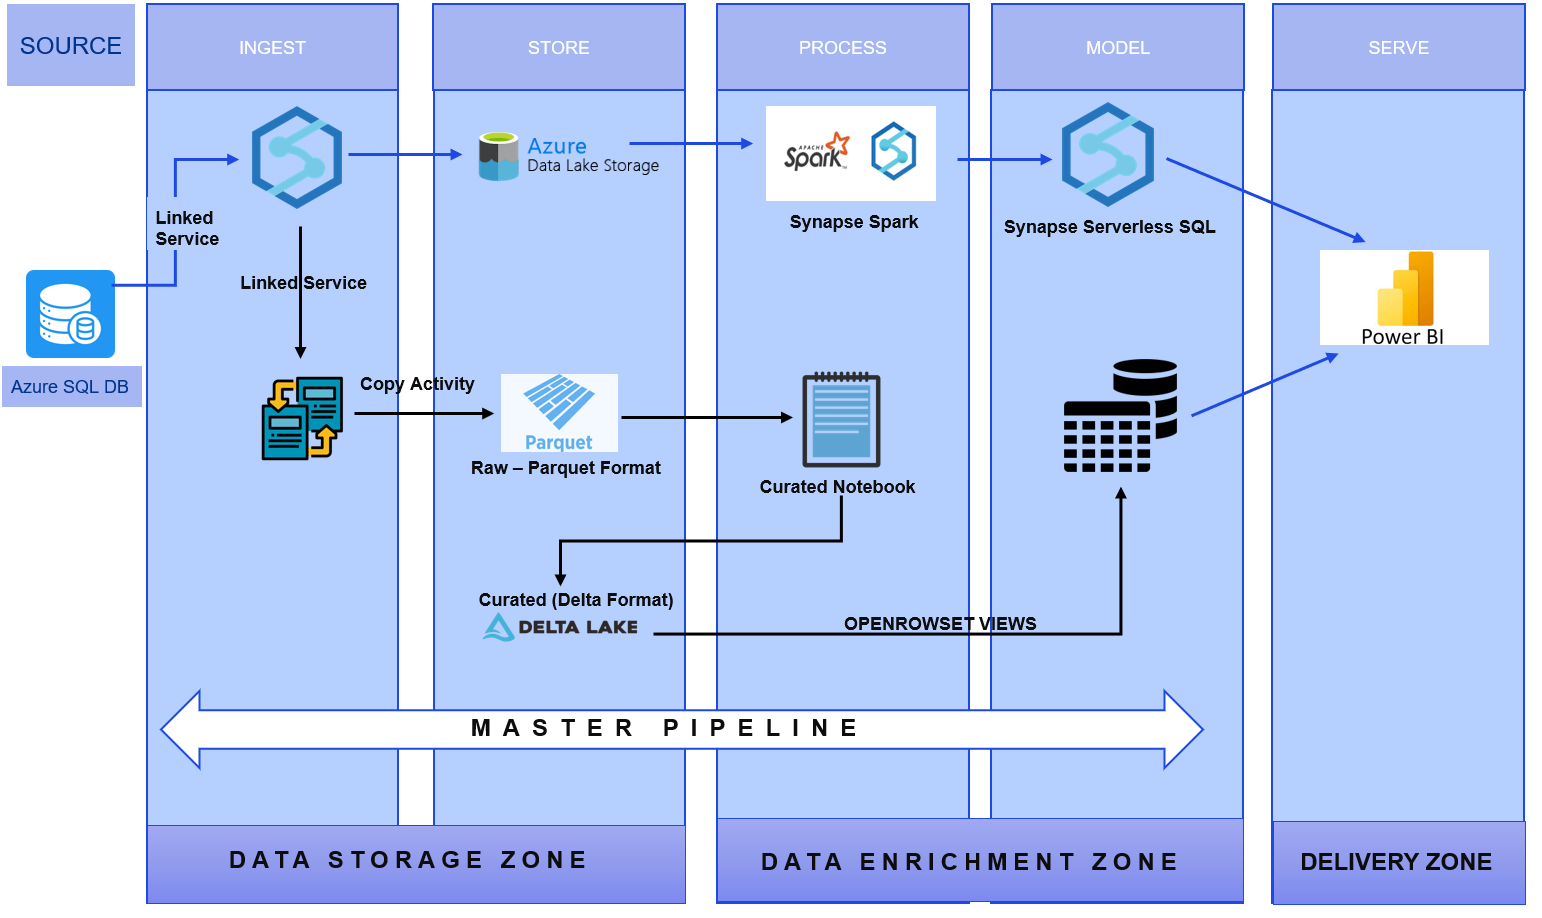 SOURCE
INGEST
STORE
PROCESS
MODEL
SERVE
Azure
Data Lake Storage
APACHE
Spark
Synapse Spark
Synapse Serverless SQL
Linked
Service
Linked Service
Azure SQL DB
Power BI
Copy Activity
Parquet
Raw – Parquet Format
Curated Notebook
Curated (Delta Format)
DELTA LAKE
OPENROWSET VIEWS
MASTER PIPELINE
DATA STORAGE ZONE
DATA ENRICHMENT ZONE
DELIVERY ZONE